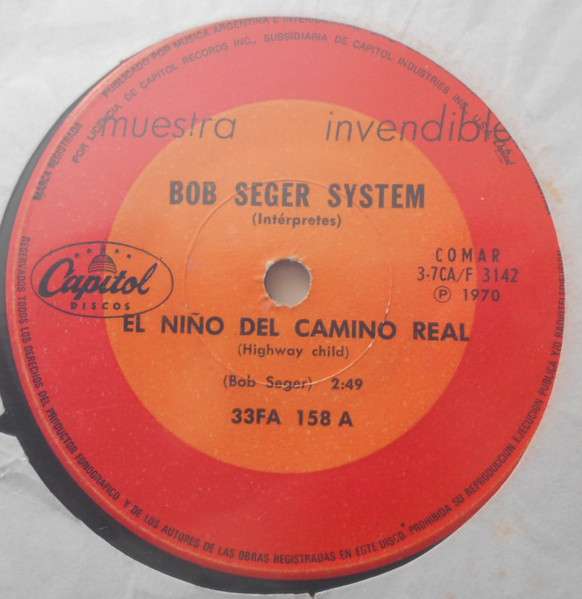 PUBLICADO POR MUSICA ARGENTINA E INTER
POR LICENCIA DE CAPITOL RECORDS INC., SUBSIDIARIA DE CAPITOL INDUSTRIES INC. U.S.
MARCA REGISTRADA
muestra invendible
BOB SEGER SYSTEM
(Intérpretes)
Capitol
DISCOS
COMAR
3-7CA/F 3142
Ⓟ 1970
EL NIÑO DEL CAMINO REAL
(Highway child)
(Bob Seger) 2:49
33FA 158 A
RESERVADOS TODOS LOS DERECHOS DEL PRODUCTOR FONOGRAFICO Y DE LOS AUTORES DE LAS OBRAS REGISTRADAS EN ESTE DISCO. PROHIBIDA SU REPRODUCCION, EJECUCION PUBLICA Y/O RADIODIFUSION